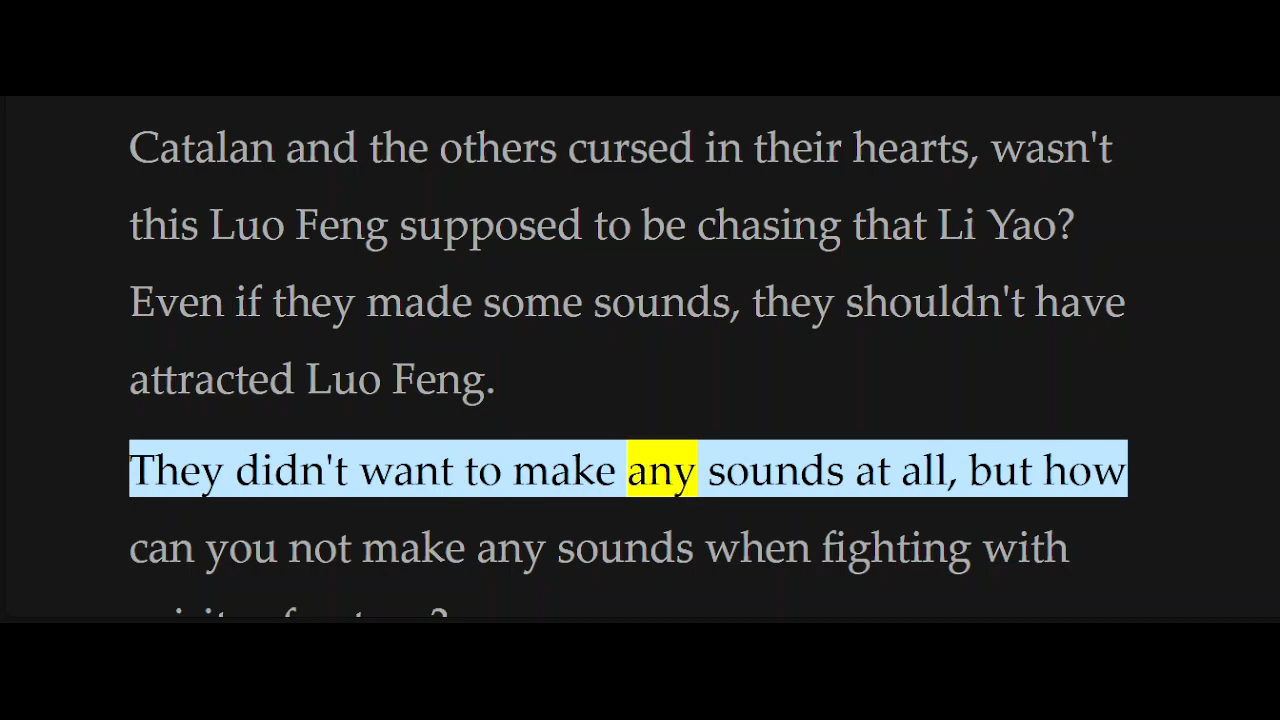 Catalan and the others cursed in their hearts, wasn't
this Luo Feng supposed to be chasing that Li Yao?
Even if they made some sounds, they shouldn't have
attracted Luo Feng.
They didn't want to make any sounds at all, but how
can you not make any sounds when fighting with